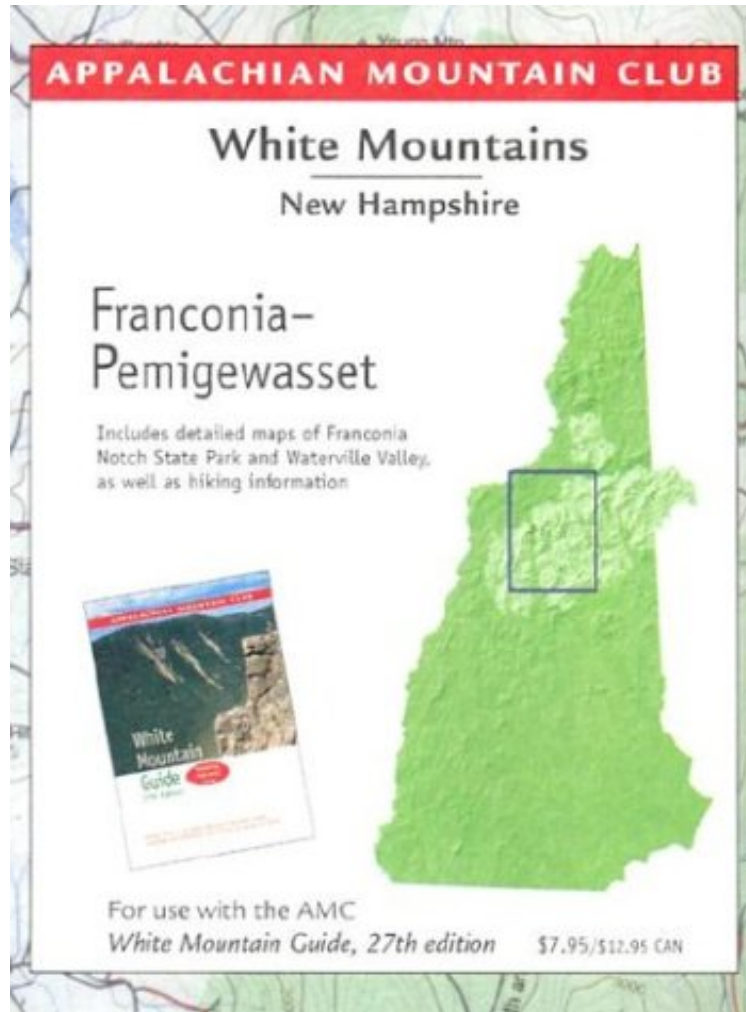 Young Mtn
APPALACHIAN MOUNTAIN CLUB
White Mountains
New Hampshire
Franconia–
Pemigewasset
Includes detailed maps of Franconia
Notch State Park and Waterville Valley,
as well as hiking information
APPALACHIAN MOUNTAIN CLUB
White
Mountain
Guide
For use with the AMC
White Mountain Guide, 27th edition
$7.95/$12.95 CAN